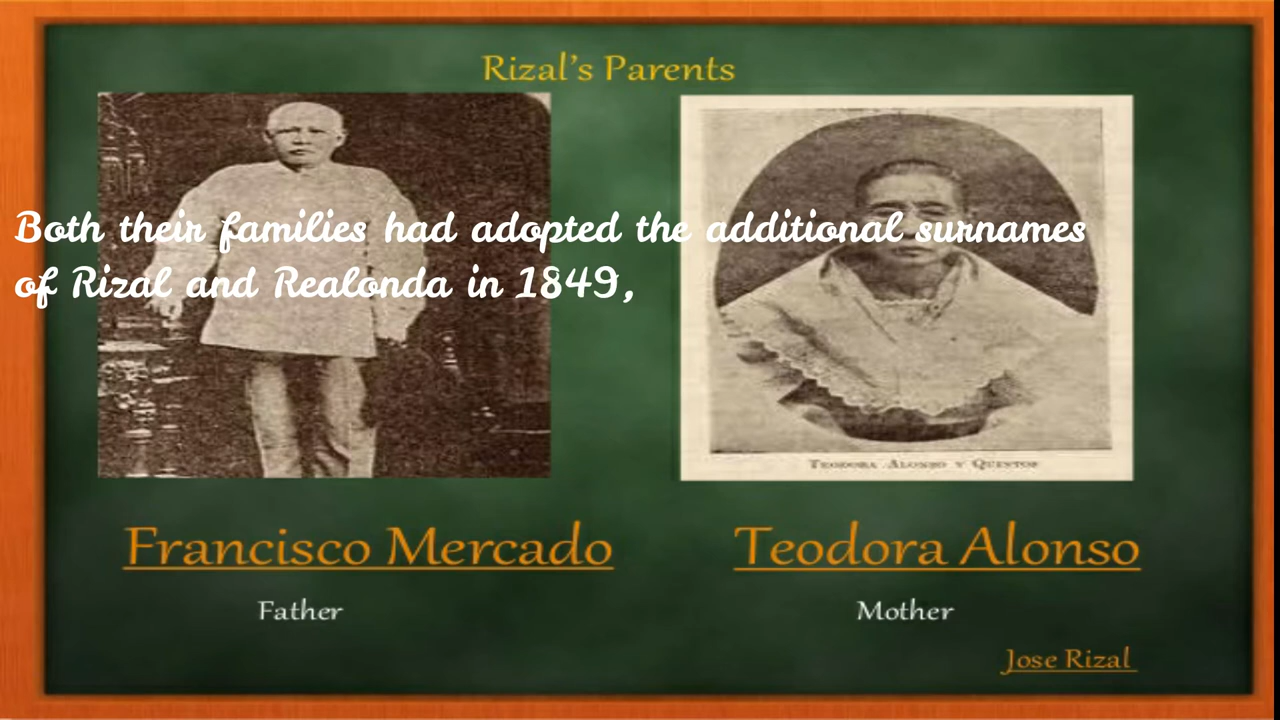 Rizal's Parents
Both their families had adopted the additional surnames
of Rizal and Realonda in 1849,
TEODORA ALONSO Y QUINTOS
Francisco Mercado
Teodora Alonso
Father
Mother
Jose Rizal